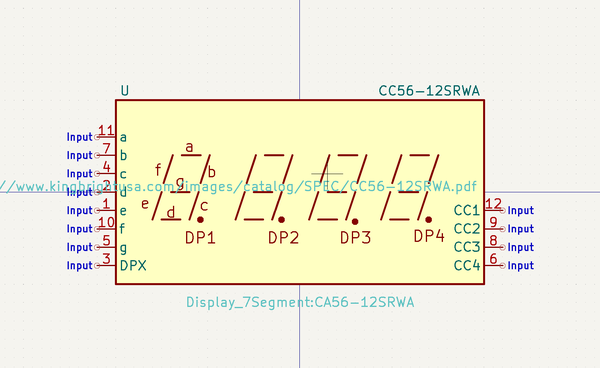 U CC56-12SRWA
Input 11 a
Input 7 b
Input 4 c
//www.kingbrightusa.com/images/catalog/SPEC/CC56-12SRWA.pdf
Input 2 d
Input 1 e
Input 10 f
Input 5 g
Input 3 DPX
a
f b
g
e c
d
DP1 DP2 DP3 DP4
CC1 12 Input
CC2 9 Input
CC3 8 Input
CC4 6 Input
Display_7Segment:CA56-12SRWA